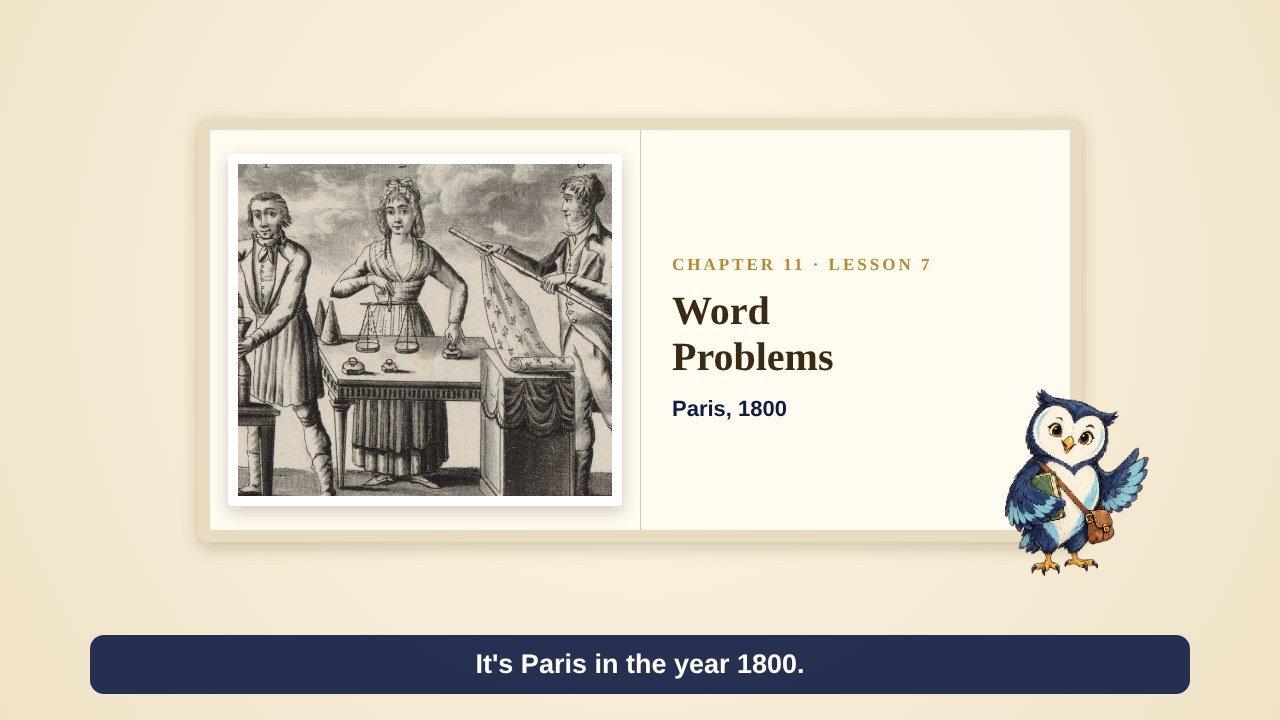 CHAPTER 11 · LESSON 7
Word
Problems
Paris, 1800
It's Paris in the year 1800.